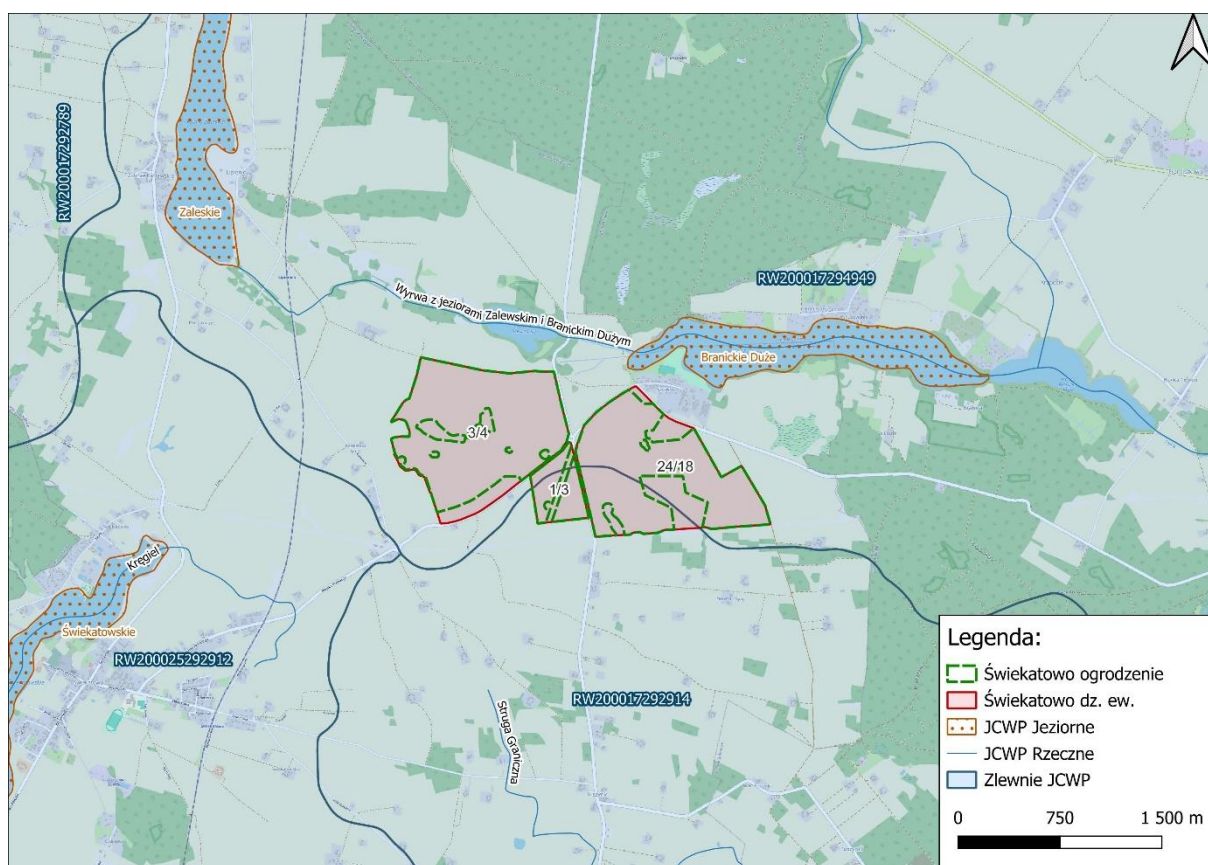 RW200017292789
Zaleskie
Wyrwa z jeziorami Zalewskim i Branickim Dużym
RW200017294949
Branickie Duże
3/4
24/18
1/3
Kręgiel
Świekatowskie
RW200025292912
RW200017292914
Struga Graniczna
Legenda:
Świekatowo ogrodzenie
Świekatowo dz. ew.
JCWP Jeziorne
JCWP Rzeczne
Zlewnie JCWP
0 750 1 500 m